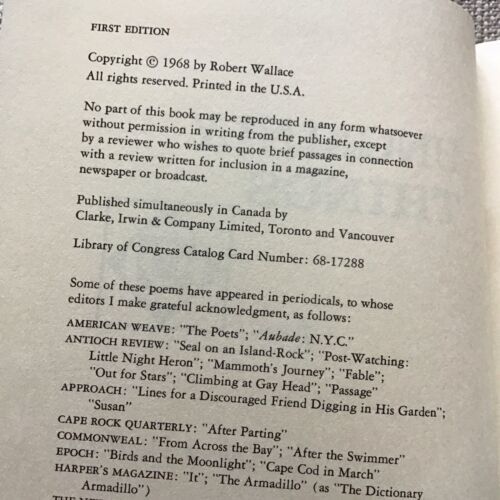 FIRST EDITION
Copyright © 1968 by Robert Wallace
All rights reserved. Printed in the U.S.A.
No part of this book may be reproduced in any form whatsoever
without permission in writing from the publisher, except
by a reviewer who wishes to quote brief passages in connection
with a review written for inclusion in a magazine,
newspaper or broadcast.
Published simultaneously in Canada by
Clarke, Irwin & Company Limited, Toronto and Vancouver
Library of Congress Catalog Card Number: 68-17288
Some of these poems have appeared in periodicals, to whose
editors I make grateful acknowledgment, as follows:
AMERICAN WEAVE: "The Poets"; "Aubade: N.Y.C."
ANTIOCH REVIEW: "Seal on an Island-Rock"; "Post-Watching:
Little Night Heron"; "Mammoth's Journey"; "Fable";
"Out for Stars"; "Climbing at Gay Head"; "Passage"
APPROACH: "Lines for a Discouraged Friend Digging in His Garden";
"Susan"
CAPE ROCK QUARTERLY: "After Parting"
COMMONWEAL: "From Across the Bay"; "After the Swimmer"
EPOCH: "Birds and the Moonlight"; "Cape Cod in March"
HARPER'S MAGAZINE: "It"; "The Armadillo" (as "The Dictionary
Armadillo")